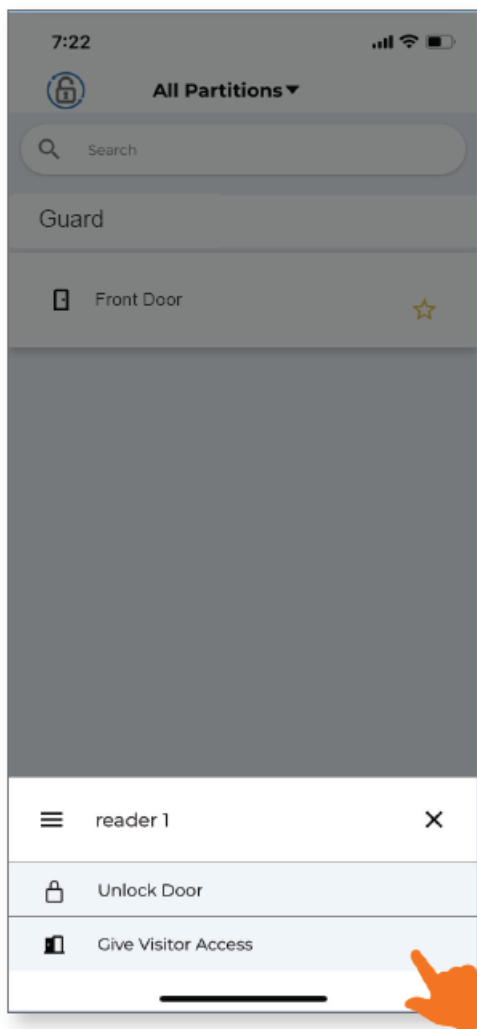 7:22
All Partitions▼
Search
Guard
Front Door
reader 1
Unlock Door
Give Visitor Access